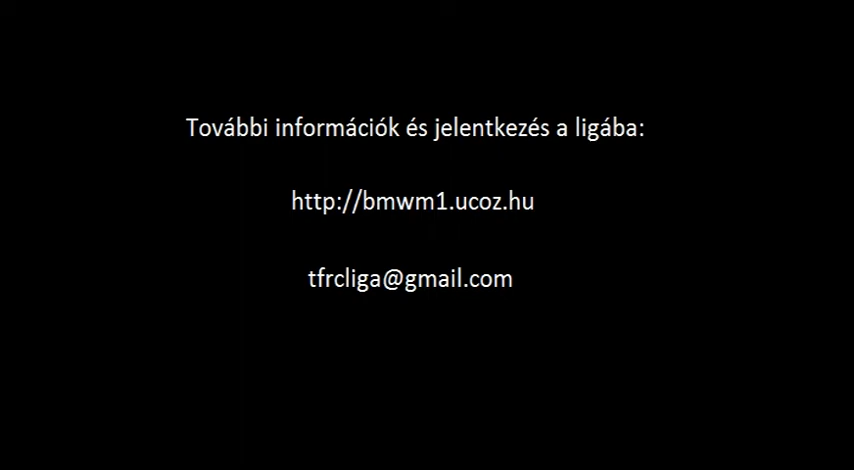 További információk és jelentkezés a ligába:
http://bmwm1.ucoz.hu
tfrcliga@gmail.com